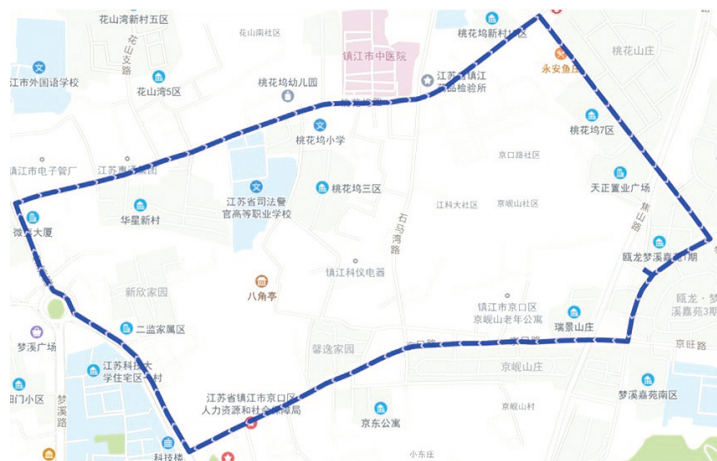 花山湾新村五区
花山支路
花山南社区
镇江市中医院
桃花坞新村
桃花山庄
永安鱼庄
江市外国语学校
花山湾5区
桃花坞幼儿园
江苏省镇江
药品检验所
桃花坞7区
桃花坞小学
京口路社区
镇江市电子管厂
天正置业广场
江苏省司法警
官高等职业学校
桃花坞三区
江科大社区
京岘山社区
焦山路
华星新村
石马湾路
瓯龙梦溪嘉苑1期
镇江科仪电器
八角亭
新欣家园
镇江市京口区
京岘山老年公寓
瓯龙·梦
溪嘉苑3期
瑞景山庄
二监家属区
梦溪广场
馨逸家园
京旺路
江苏科技大
学住宅区
村
京岘山庄
阳门小区
梦溪路
梦溪嘉苑南区
江苏省镇江市京口区
人力资源和社会保障局
京东公寓
京岘山村
科技楼
小东庄